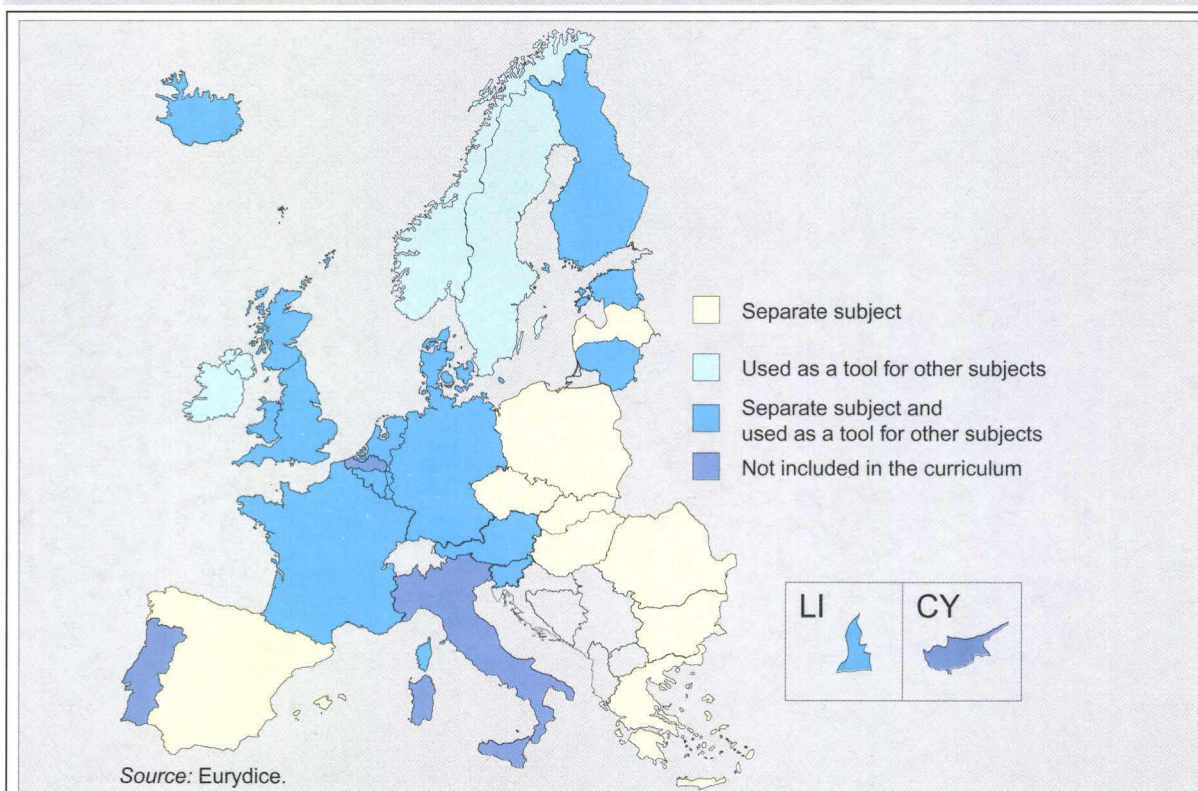 Separate subject
Used as a tool for other subjects
Separate subject and
used as a tool for other subjects
Not included in the curriculum
LI
CY
Source: Eurydice.